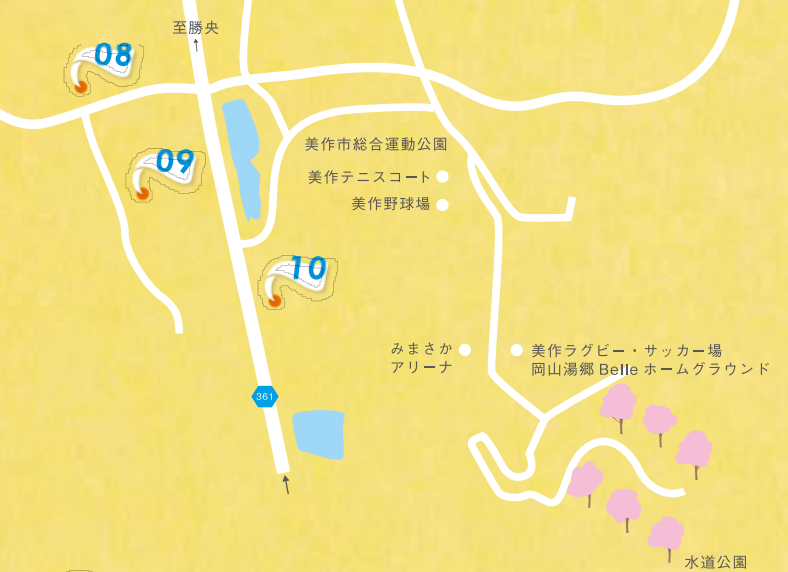 至勝央
08
美作市総合運動公園
09
美作テニスコート
美作野球場
10
みまさか
アリーナ
美作ラグビー・サッカー場
岡山湯郷 Belle ホームグラウンド
361
水道公園